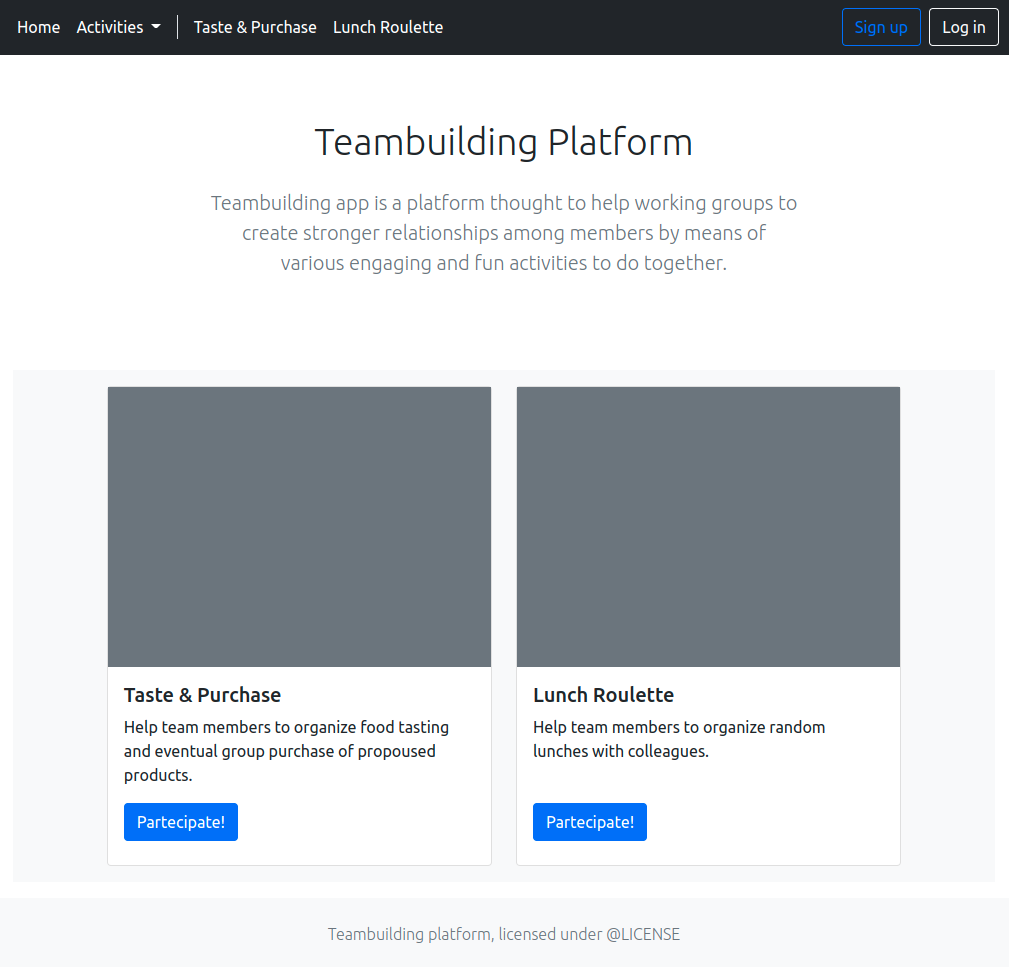 Home Activities Taste & Purchase Lunch Roulette Sign up Log in
Teambuilding Platform
Teambuilding app is a platform thought to help working groups to
create stronger relationships among members by means of
various engaging and fun activities to do together.
Taste & Purchase
Help team members to organize food tasting
and eventual group purchase of propoused
products.
Partecipate!
Lunch Roulette
Help team members to organize random
lunches with colleagues.
Partecipate!
Teambuilding platform, licensed under @LICENSE